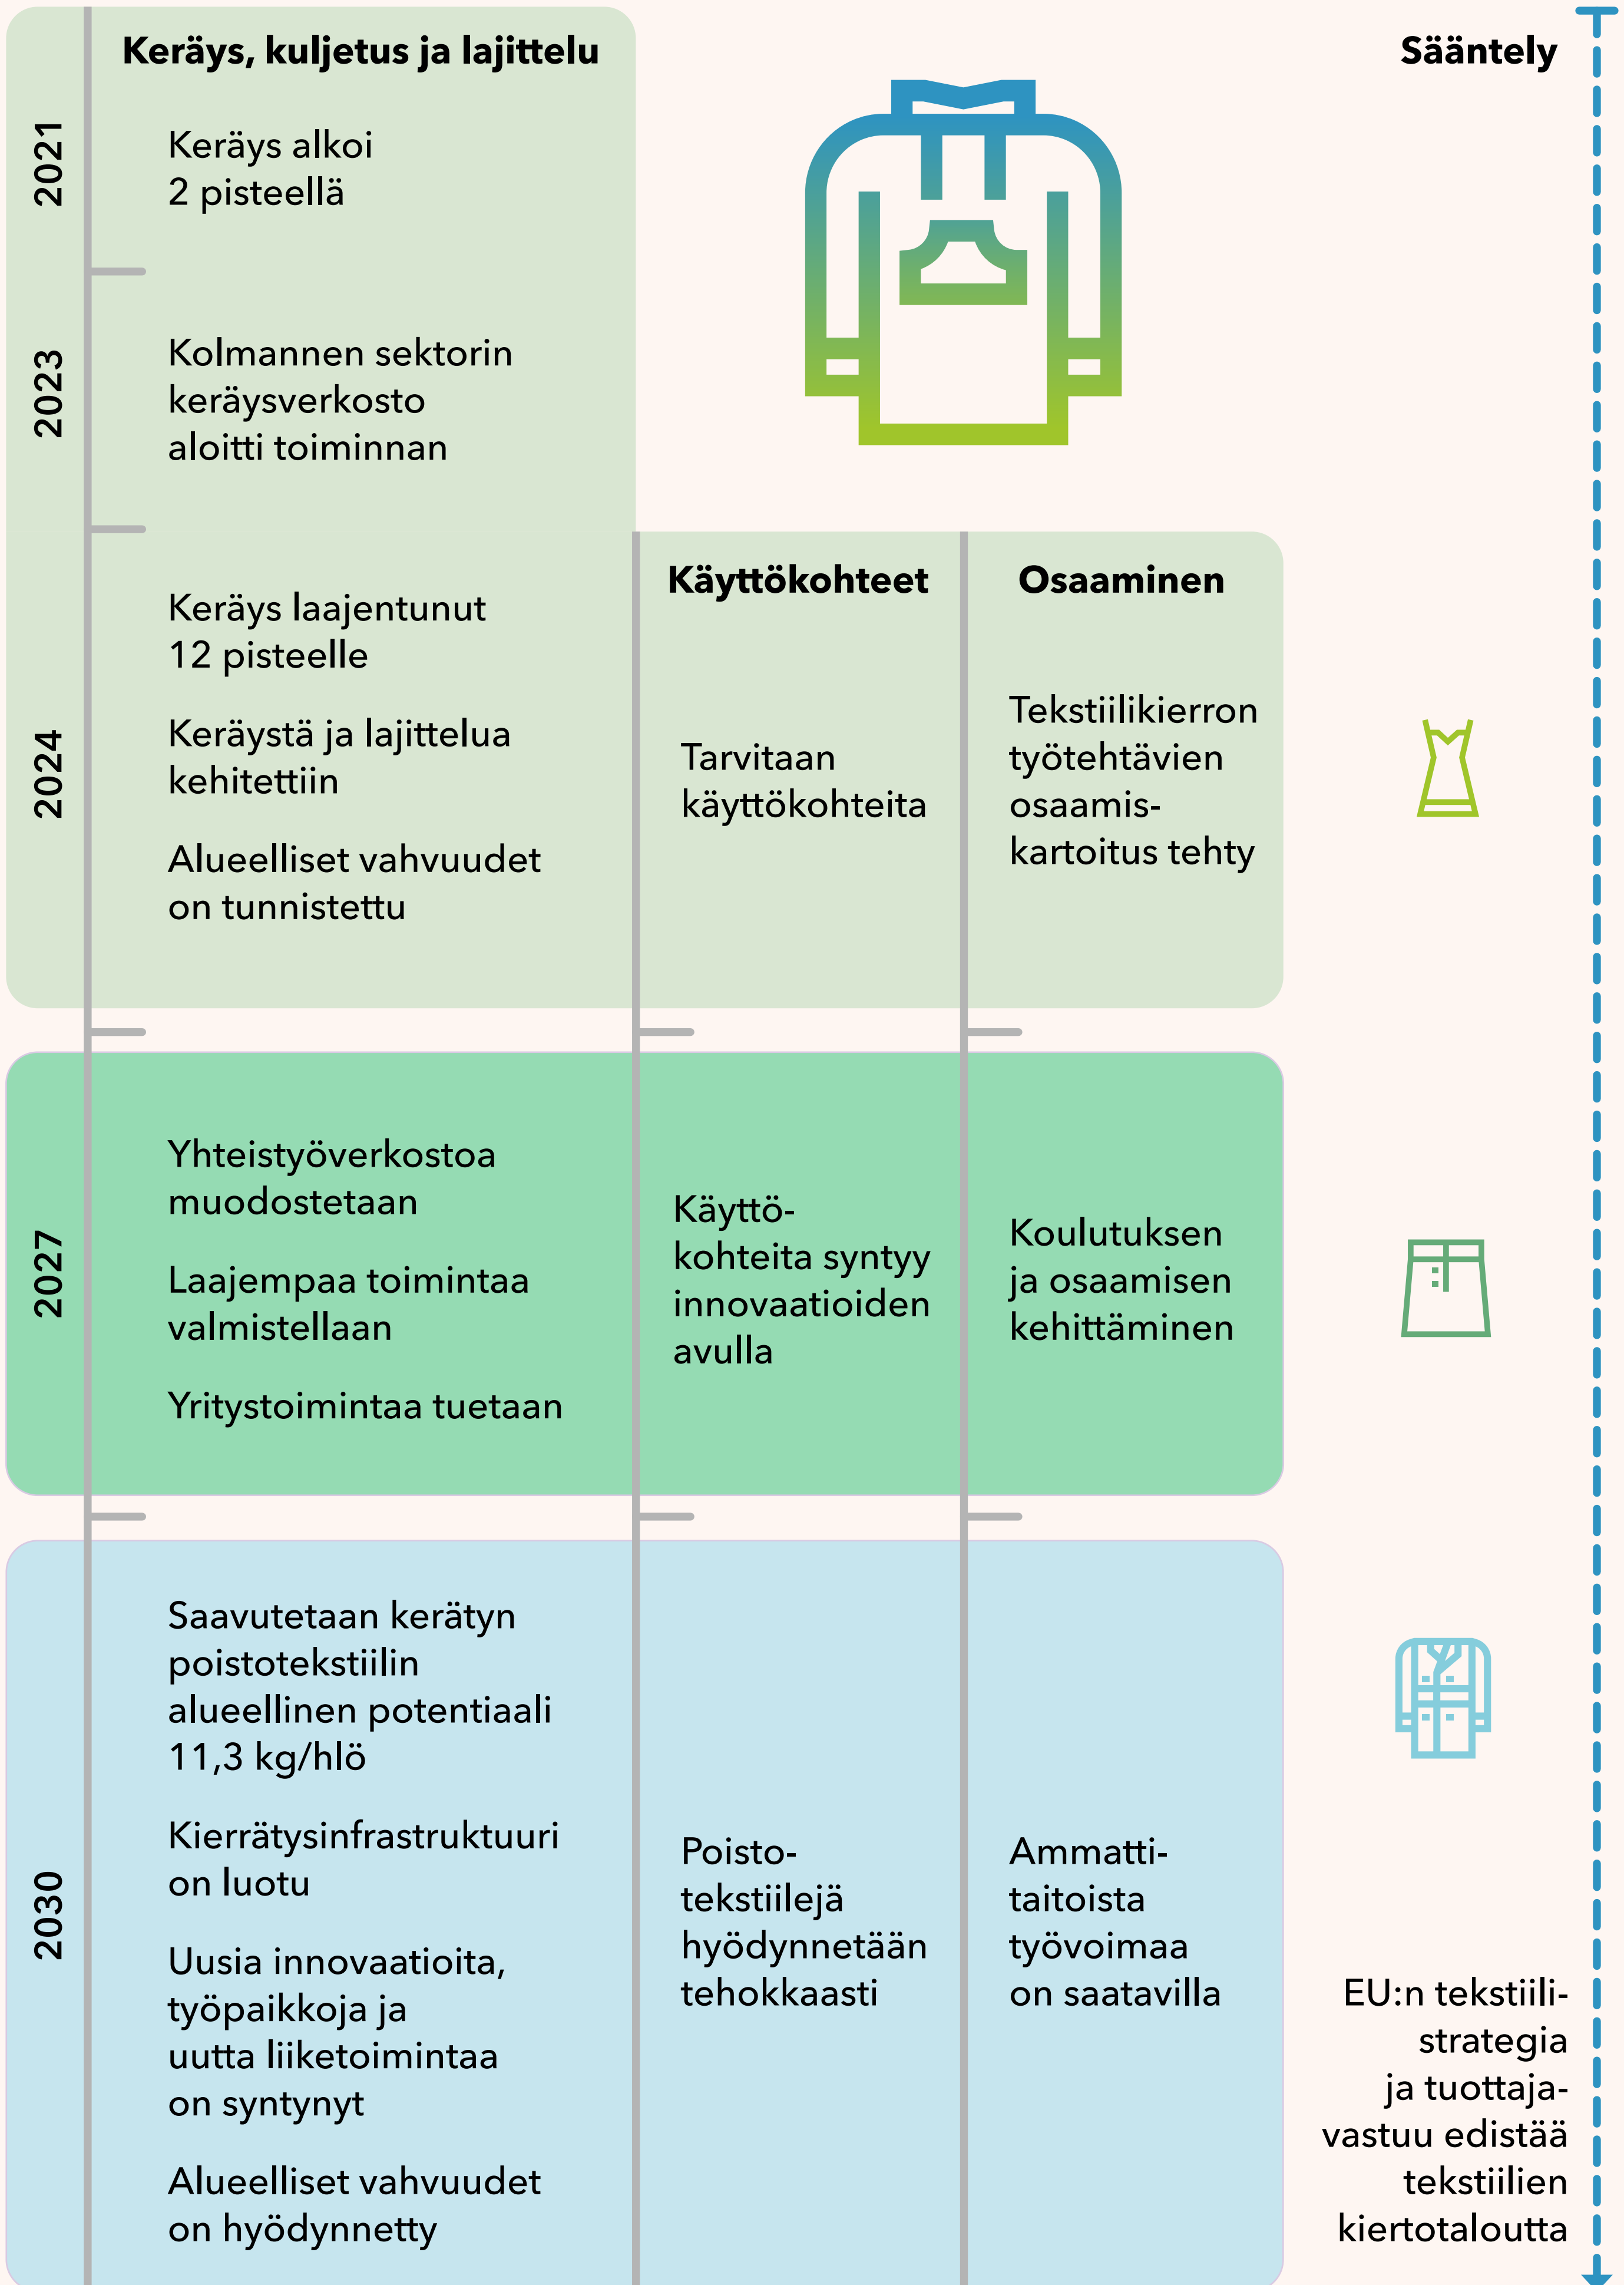 Keräys, kuljetus ja lajittelu
Sääntely
2021
Keräys alkoi
2 pisteellä
2023
Kolmannen sektorin
keräysverkosto
aloitti toiminnan
Käyttökohteet
Osaaminen
2024
Keräys laajentunut
12 pisteelle
Keräystä ja lajittelua
kehitettiin
Alueelliset vahvuudet
on tunnistettu
Tarvitaan
käyttökohteita
Tekstiilikierron
työtehtävien
osaamis-
kartoitus tehty
2027
Yhteistyöverkostoa
muodostetaan
Laajempaa toimintaa
valmistellaan
Yritystoimintaa tuetaan
Käyttö-
kohteita syntyy
innovaatioiden
avulla
Koulutuksen
ja osaamisen
kehittäminen
2030
Saavutetaan kerätyn
poistotekstiilin
alueellinen potentiaali
11,3 kg/hlö
Kierrätysinfrastruktuuri
on luotu
Uusia innovaatioita,
työpaikkoja ja
uutta liiketoimintaa
on syntynyt
Alueelliset vahvuudet
on hyödynnetty
Poisto-
tekstiilejä
hyödynnetään
tehokkaasti
Ammatti-
taitoista
työvoimaa
on saatavilla
EU:n tekstiili-
strategia
ja tuottaja-
vastuu edistää
tekstiilien
kiertotaloutta